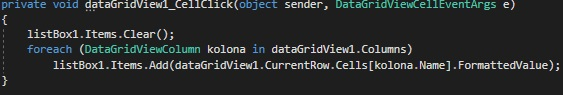 private void dataGridView1_CellClick(object sender, DataGridViewCellEventArgs e)
{
    listBox1.Items.Clear();
    foreach (DataGridViewColumn kolona in dataGridView1.Columns)
        listBox1.Items.Add(dataGridView1.CurrentRow.Cells[kolona.Name].FormattedValue);
}